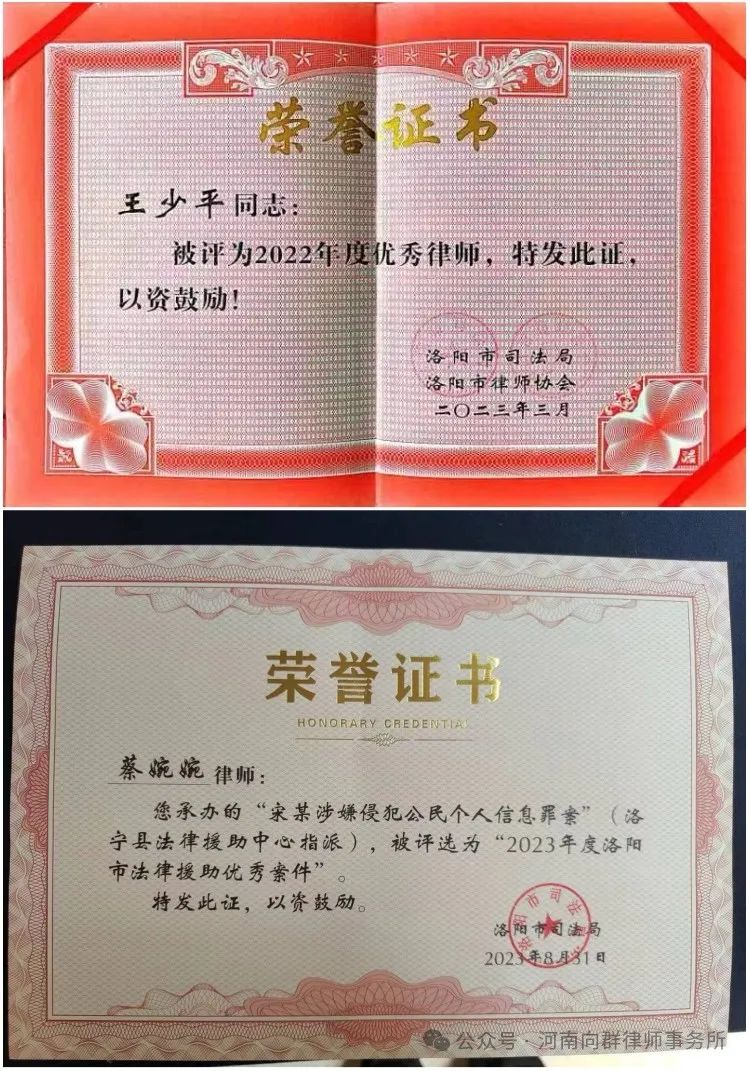 荣誉证书
王少平同志：
被评为2022年度优秀律师，特发此证，
以资鼓励！
洛阳市司法局
洛阳市律师协会
二〇二三年三月
荣誉证书
HONORARY CREDENTIAL
蔡婉婉律师：
您承办的“宋某涉嫌侵犯公民个人信息罪案”（洛
宁县法律援助中心指派），被评选为“2023年度洛阳
市法律援助优秀案件”。
特发此证，以资鼓励。
洛阳市司法局
2023年8月31日
公众号·河南向群律师事务所